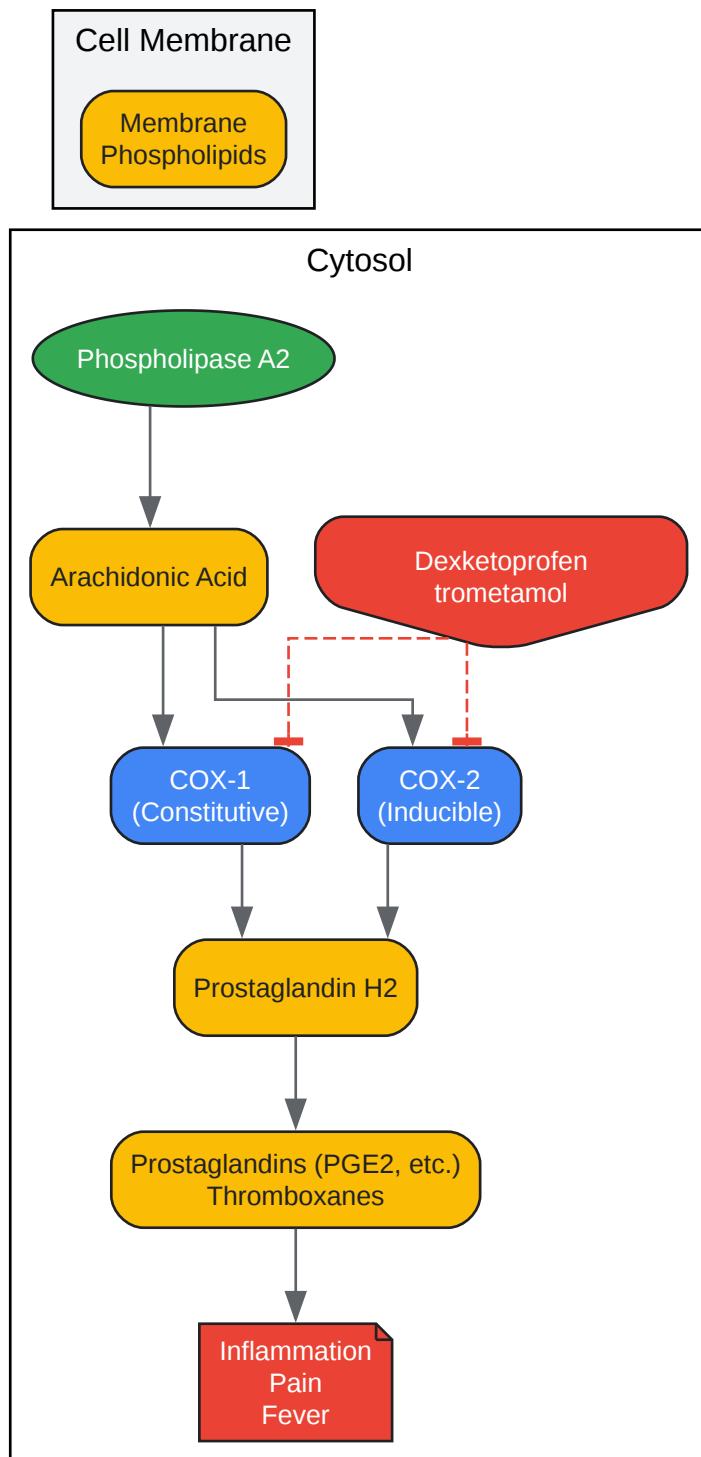 Cell Membrane
Membrane
Phospholipids
Cytosol
Phospholipase A2
Arachidonic Acid
Dexketoprofen
trometamol
COX-1
(Constitutive)
COX-2
(Inducible)
Prostaglandin H2
Prostaglandins (PGE2, etc.)
Thromboxanes
Inflammation
Pain
Fever